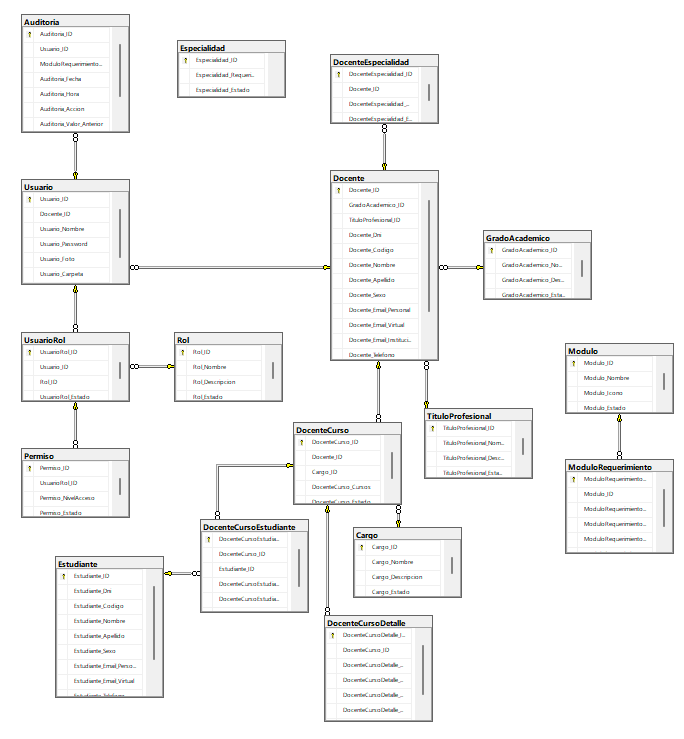 Auditoria
Auditoria_ID
Usuario_ID
ModuloRequerimiento...
Auditoria_Fecha
Auditoria_Hora
Auditoria_Accion
Auditoria_Valor_Anterior
Especialidad
Especialidad_ID
Especialidad_Requeri...
Especialidad_Estado
DocenteEspecialidad
DocenteEspecialidad_ID
Docente_ID
DocenteEspecialidad_...
DocenteEspecialidad_E...
Usuario
Usuario_ID
Docente_ID
Usuario_Nombre
Usuario_Password
Usuario_Foto
Usuario_Carpeta
Docente
Docente_ID
GradoAcademico_ID
TituloProfesional_ID
Docente_Dni
Docente_Codigo
Docente_Nombre
Docente_Apellido
Docente_Sexo
Docente_Email_Personal
Docente_Email_Virtual
Docente_Email_Instituci...
Docente_Telefono
GradoAcademico
GradoAcademico_ID
GradoAcademico_No...
GradoAcademico_Des...
GradoAcademico_Esta...
UsuarioRol
UsuarioRol_ID
Usuario_ID
Rol_ID
UsuarioRol_Estado
Rol
Rol_ID
Rol_Nombre
Rol_Descripcion
Rol_Estado
Modulo
Modulo_ID
Modulo_Nombre
Modulo_Icono
Modulo_Estado
TituloProfesional
TituloProfesional_ID
TituloProfesional_Nom...
TituloProfesional_Desc...
TituloProfesional_Esta...
DocenteCurso
DocenteCurso_ID
Docente_ID
Cargo_ID
DocenteCurso_Cursos
DocenteCurso_Estado
Permiso
Permiso_ID
UsuarioRol_ID
Permiso_NivelAcceso
Permiso_Estado
ModuloRequerimiento
ModuloRequerimiento...
Modulo_ID
ModuloRequerimiento...
ModuloRequerimiento...
ModuloRequerimiento...
DocenteCursoEstudiante
DocenteCursoEstudia...
DocenteCurso_ID
Estudiante_ID
DocenteCursoEstudia...
DocenteCursoEstudia...
Cargo
Cargo_ID
Cargo_Nombre
Cargo_Descripcion
Cargo_Estado
Estudiante
Estudiante_ID
Estudiante_Dni
Estudiante_Codigo
Estudiante_Nombre
Estudiante_Apellido
Estudiante_Sexo
Estudiante_Email_Perso...
Estudiante_Email_Virtual
Estudiante_Telefono
DocenteCursoDetalle
DocenteCursoDetalle_I...
DocenteCurso_ID
DocenteCursoDetalle_...
DocenteCursoDetalle_...
DocenteCursoDetalle_...
DocenteCursoDetalle_...